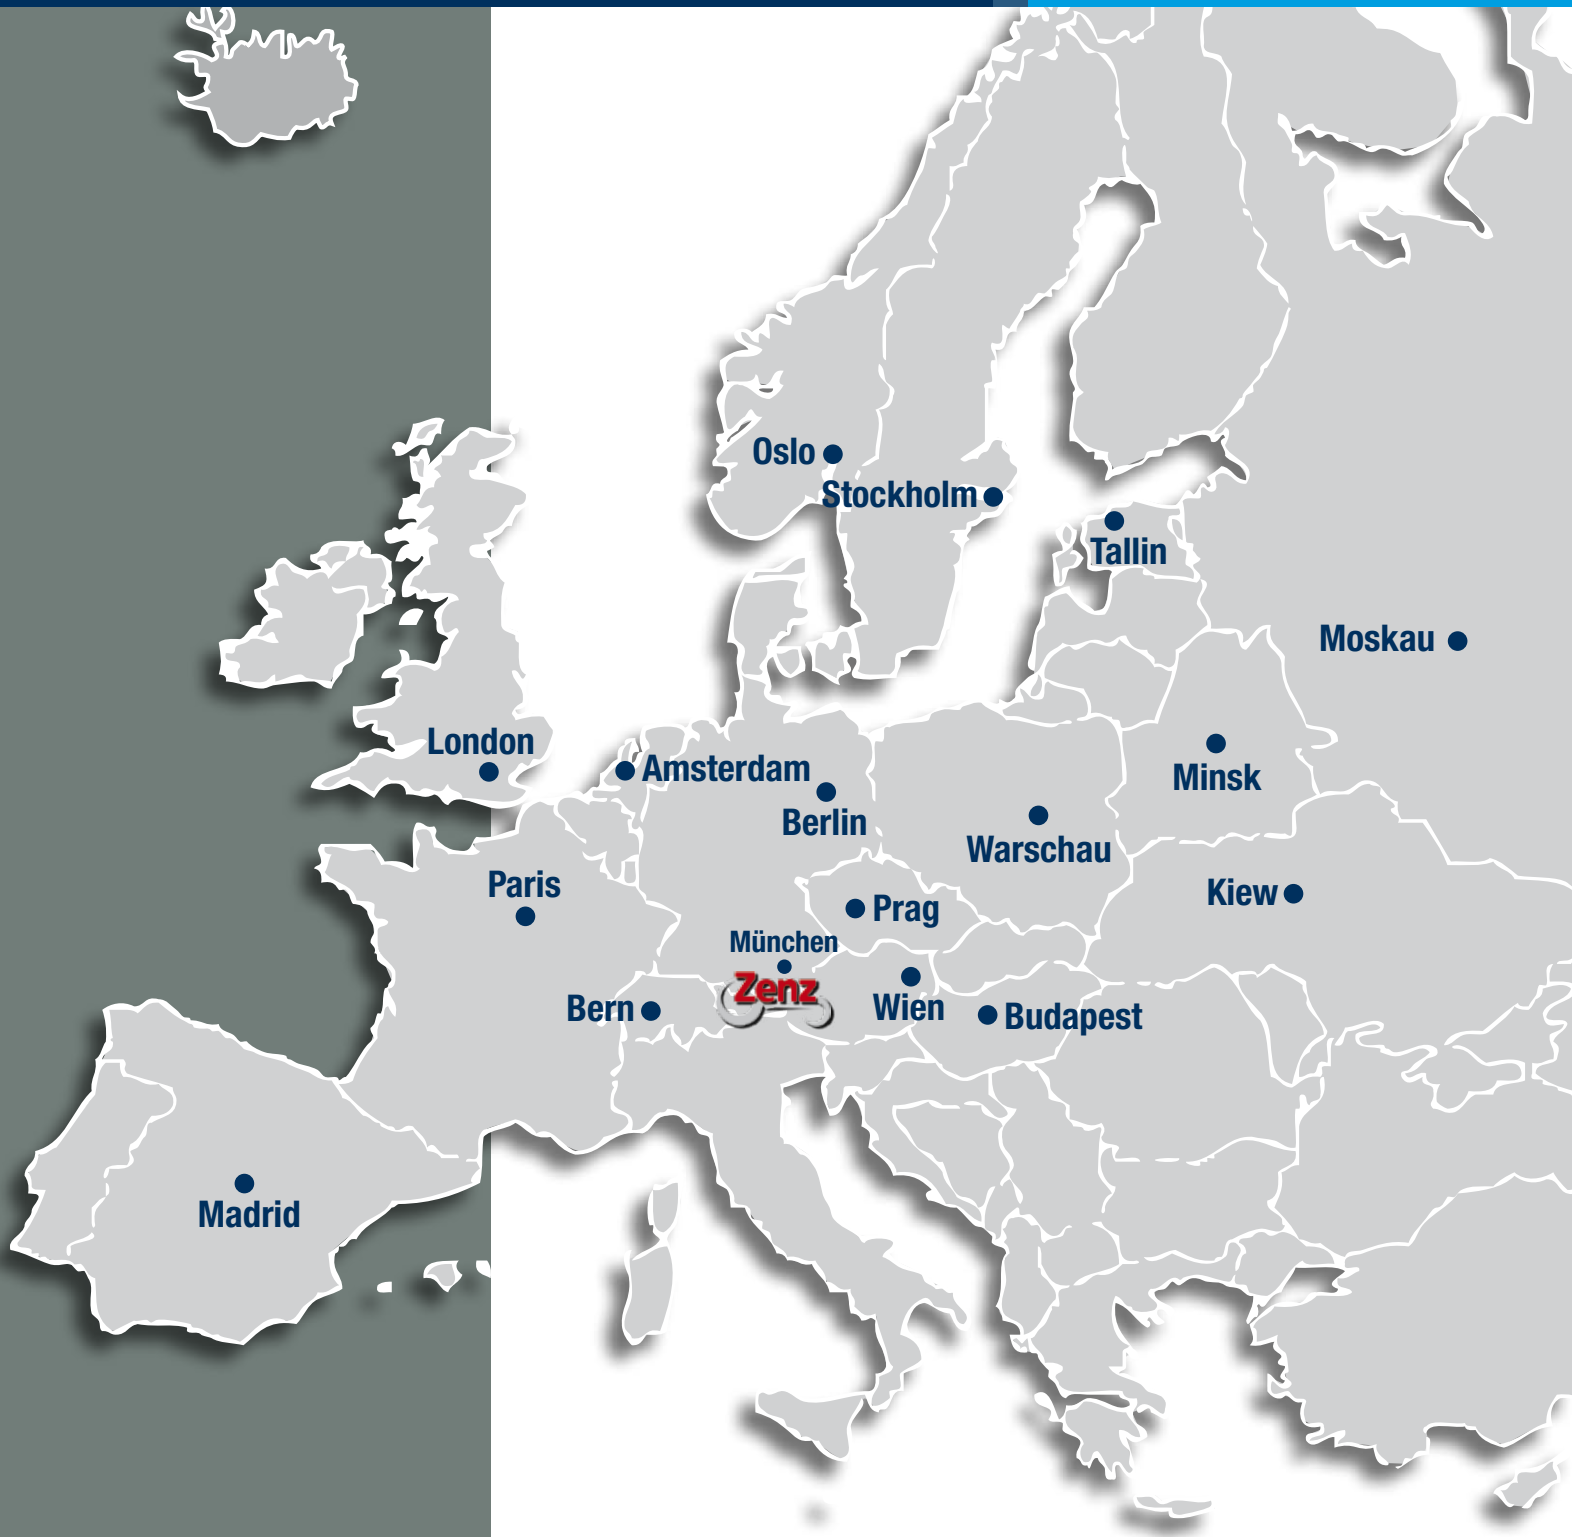 Oslo
Stockholm
Tallin
Moskau
London
Amsterdam
Minsk
Berlin
Warschau
Paris
Kiew
Prag
München
Zenz
Bern
Wien
Budapest
Madrid